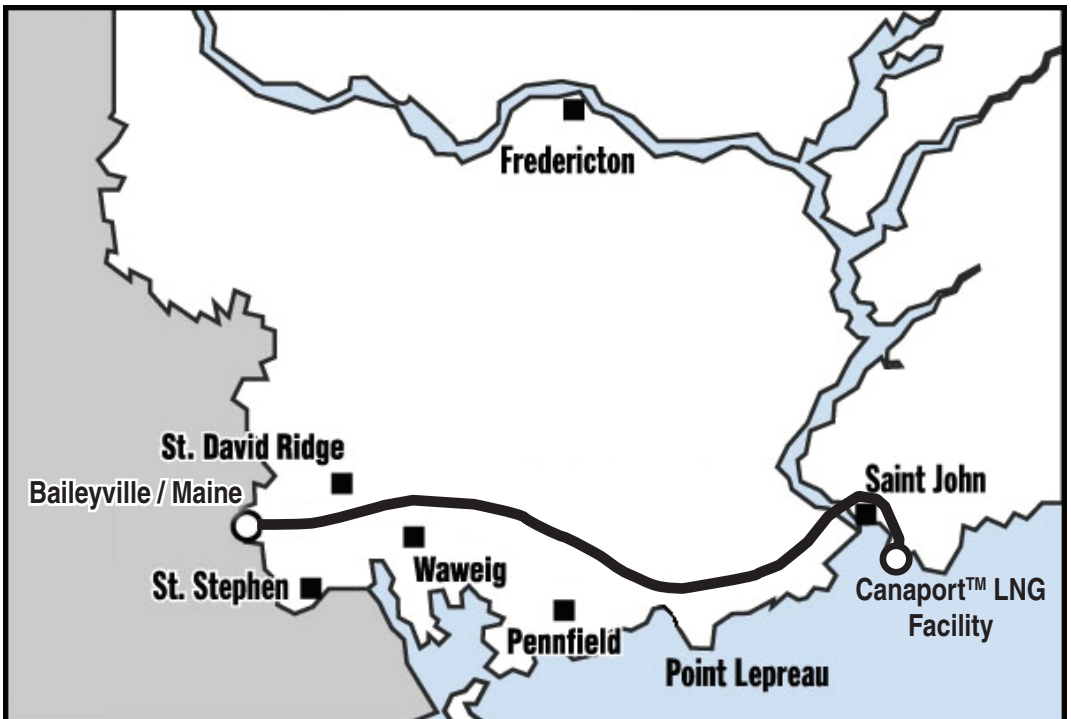 Fredericton
St. David Ridge
Baileyville / Maine
Saint John
Waweig
St. Stephen
Canaport™ LNG
Facility
Pennfield
Point Lepreau